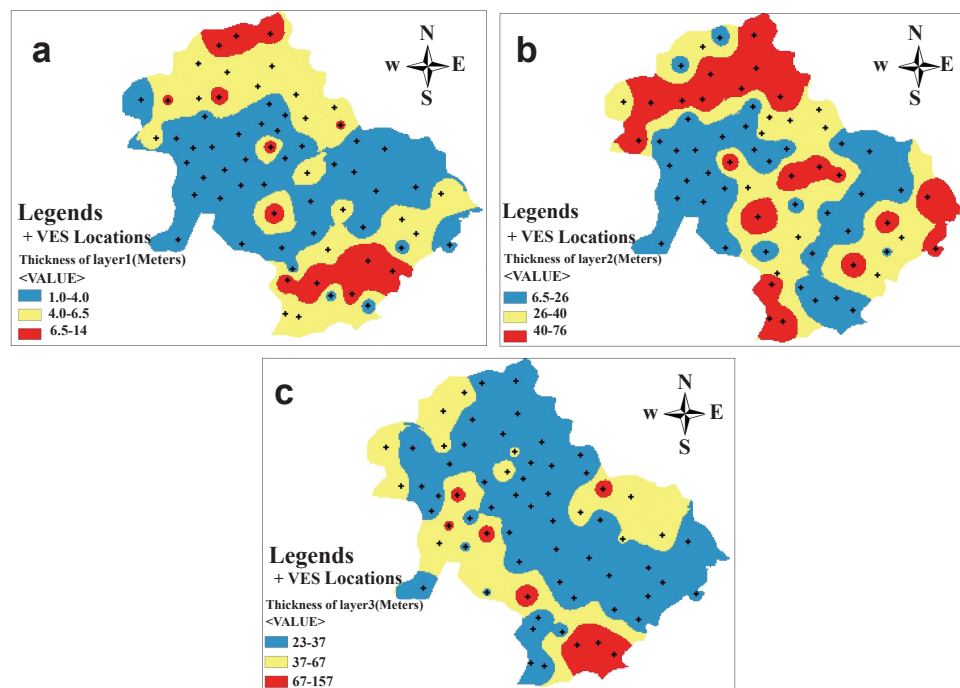 a
N
w E
S
Legends
+ VES Locations
Thickness of layer1(Meters)
<VALUE>
1.0-4.0
4.0-6.5
6.5-14
b
N
w E
S
Legends
+ VES Locations
Thickness of layer2(Meters)
<VALUE>
6.5-26
26-40
40-76
c
N
w E
S
Legends
+ VES Locations
Thickness of layer3(Meters)
<VALUE>
23-37
37-67
67-157